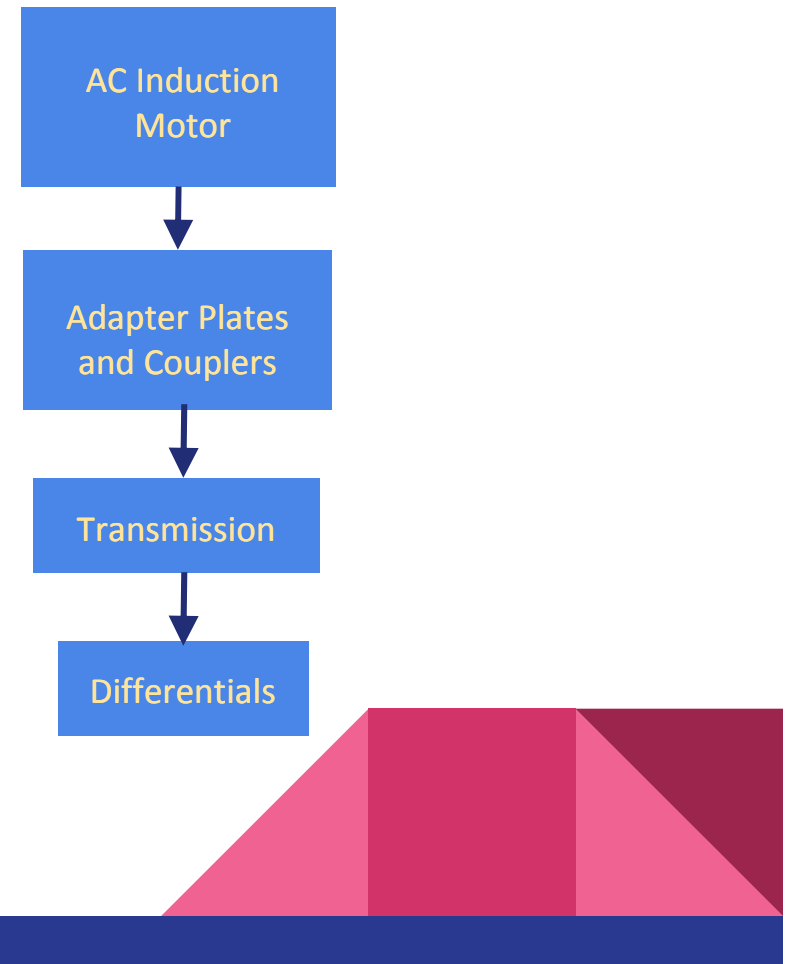 AC Induction
Motor
Adapter Plates
and Couplers
Transmission
Differentials